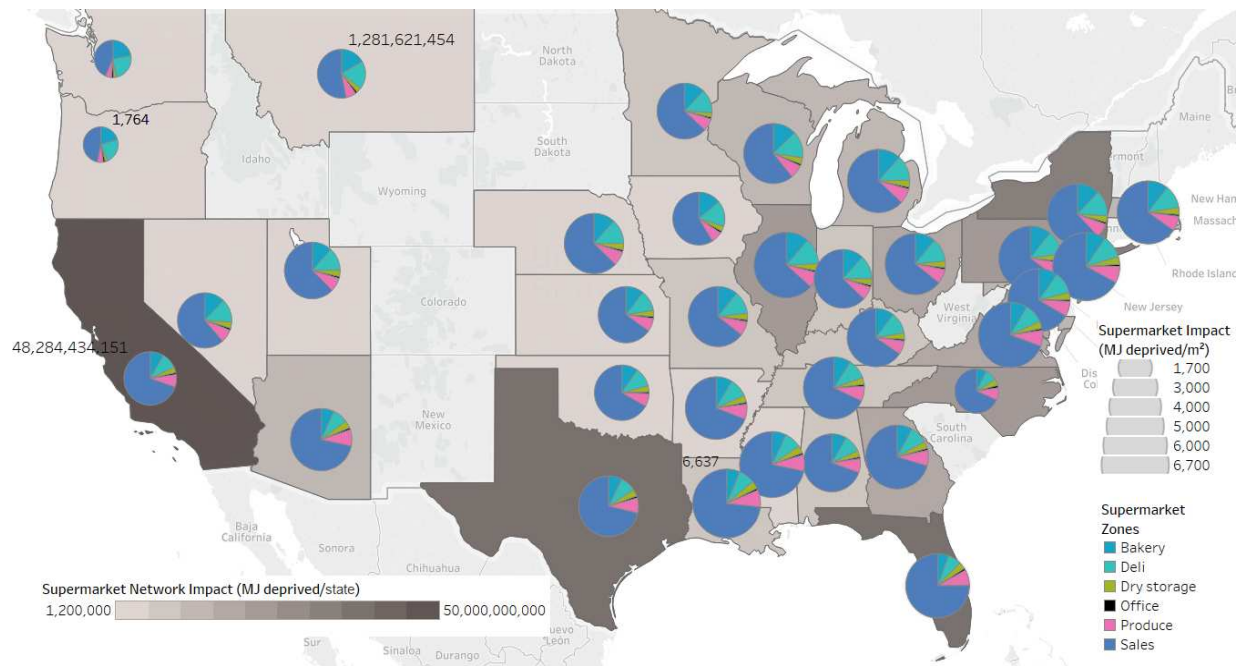 1,281,621,454
North
Dakota
1,764
Maine
Idaho
South
Dakota
Wyoming
ermont
New Ham
Massach
Rhode Island
Colorado
West
Virginia
New Jersey
48,284,434,151
New
Mexico
South
Carolina
6,637
Baja
California
Sonora
Chihuahua
Sur
Sinaloa
Durango
Nuevo
León
Supermarket Impact
(MJ deprived/m²)
1,700
3,000
4,000
5,000
6,000
6,700
Supermarket
Zones
Bakery
Deli
Dry storage
Office
Produce
Sales
Supermarket Network Impact (MJ deprived/state)
1,200,000
50,000,000,000